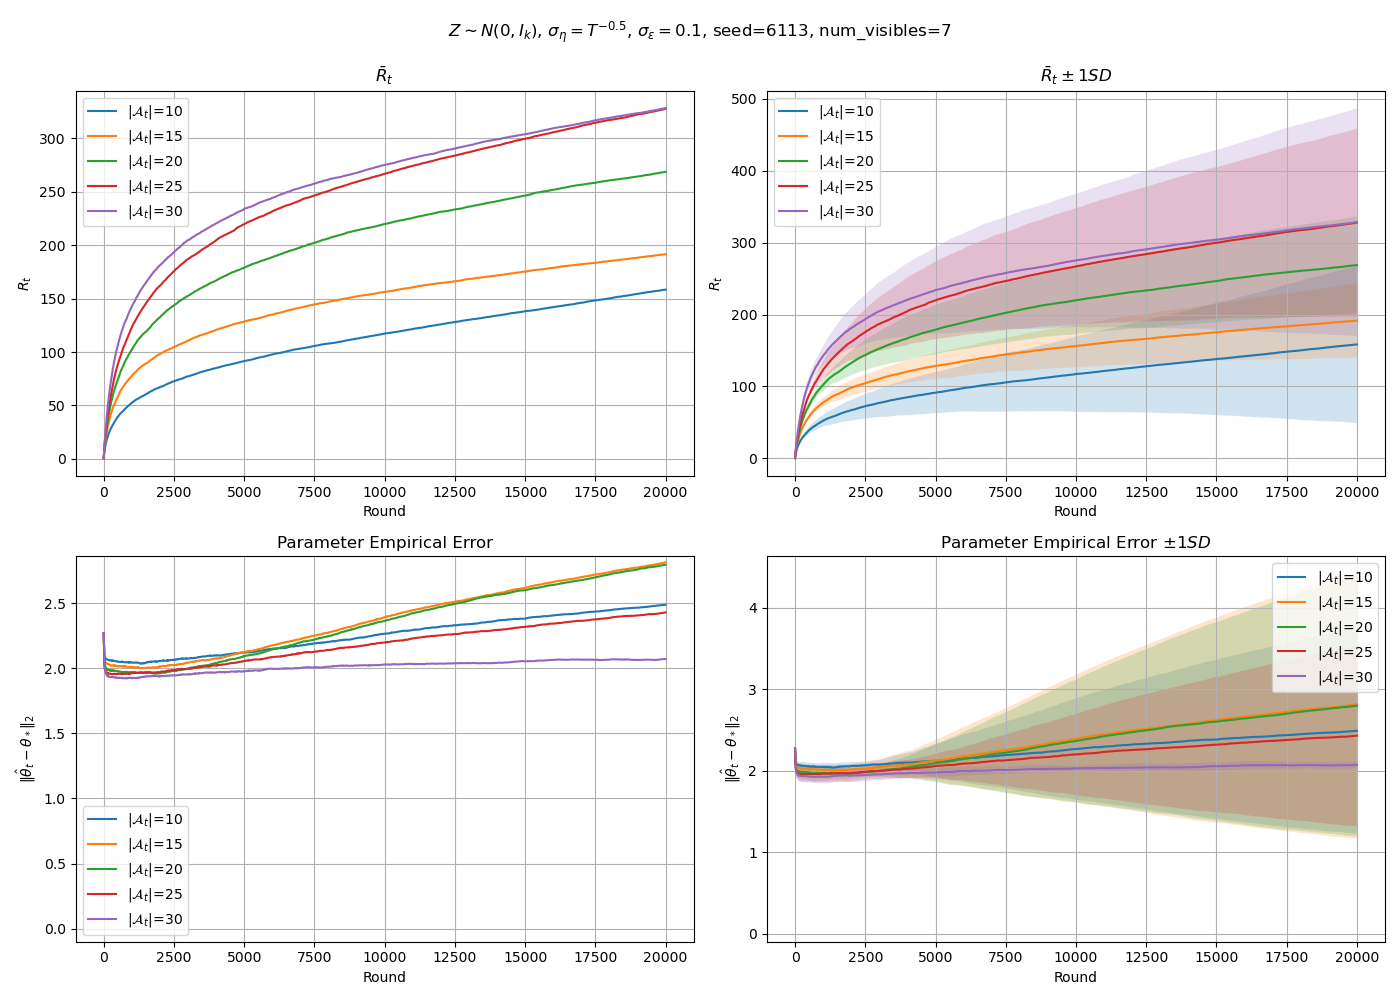 Z ∼ N(0, I_k), σ_η = T^{−0.5}, σ_ε = 0.1, seed=6113, num_visibles=7
R̄_t
R_t
350
300
250
200
150
100
50
0
|𝒜_t|=10
|𝒜_t|=15
|𝒜_t|=20
|𝒜_t|=25
|𝒜_t|=30
0 2500 5000 7500 10000 12500 15000 17500 20000
Round
R̄_t ± 1SD
R_t
500
400
300
200
100
0
|𝒜_t|=10
|𝒜_t|=15
|𝒜_t|=20
|𝒜_t|=25
|𝒜_t|=30
0 2500 5000 7500 10000 12500 15000 17500 20000
Round
Parameter Empirical Error
‖θ̂_t − θ_*‖_2
2.5
2.0
1.5
1.0
0.5
0.0
|𝒜_t|=10
|𝒜_t|=15
|𝒜_t|=20
|𝒜_t|=25
|𝒜_t|=30
0 2500 5000 7500 10000 12500 15000 17500 20000
Round
Parameter Empirical Error ±1SD
‖θ̂_t − θ_*‖_2
4
3
2
1
0
|𝒜_t|=10
|𝒜_t|=15
|𝒜_t|=20
|𝒜_t|=25
|𝒜_t|=30
0 2500 5000 7500 10000 12500 15000 17500 20000
Round